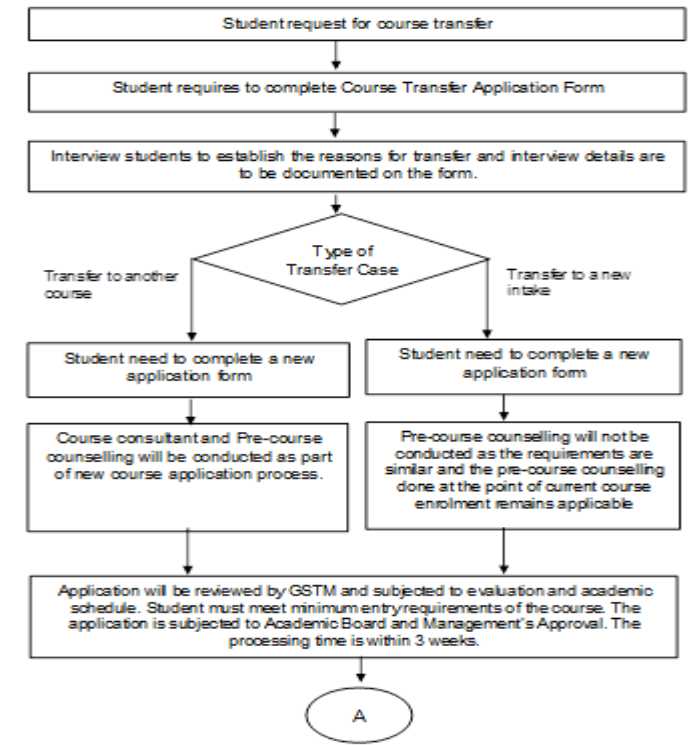 Student request for course transfer
Student requires to complete Course Transfer Application Form
Interview students to establish the reasons for transfer and interview details are
to be documented on the form.
Type of
Transfer Case
Transfer to another
course
Transfer to a new
intake
Student need to complete a new
application form
Student need to complete a new
application form
Course consultant and Pre-course
counselling will be conducted as part
of new course application process.
Pre-course counselling will not be
conducted as the requirements are
similar and the pre-course counselling
done at the point of current course
enrolment remains applicable
Application will be reviewed by GSTM and subjected to evaluation and academic
schedule. Student must meet minimum entry requirements of the course. The
application is subjected to Academic Board and Management's Approval. The
processing time is within 3 weeks.
A